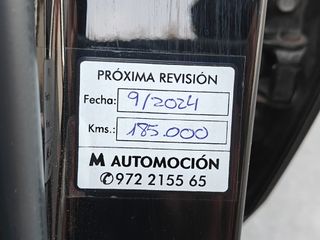 PRÓXIMA REVISIÓN
Fecha: 9/2024
Kms.: 185.000
M AUTOMOCIÓN
✆972 2155 65